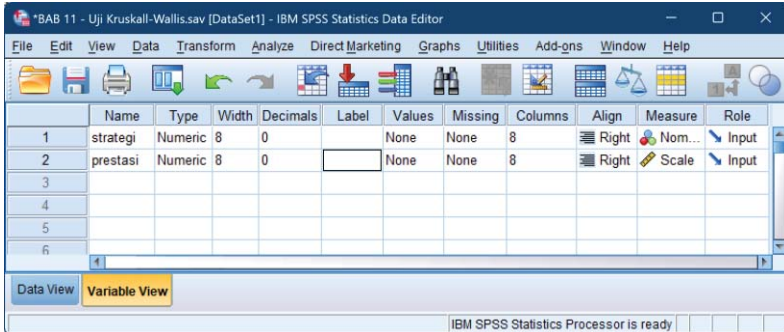 *BAB 11 - Uji Kruskall-Wallis.sav [DataSet1] - IBM SPSS Statistics Data Editor
File Edit View Data Transform Analyze Direct Marketing Graphs Utilities Add-ons Window Help
Name Type Width Decimals Label Values Missing Columns Align Measure Role
1 strategi Numeric 8 0 None None 8 Right Nom... Input
2 prestasi Numeric 8 0 None None 8 Right Scale Input
3
4
5
6
Data View Variable View
IBM SPSS Statistics Processor is ready